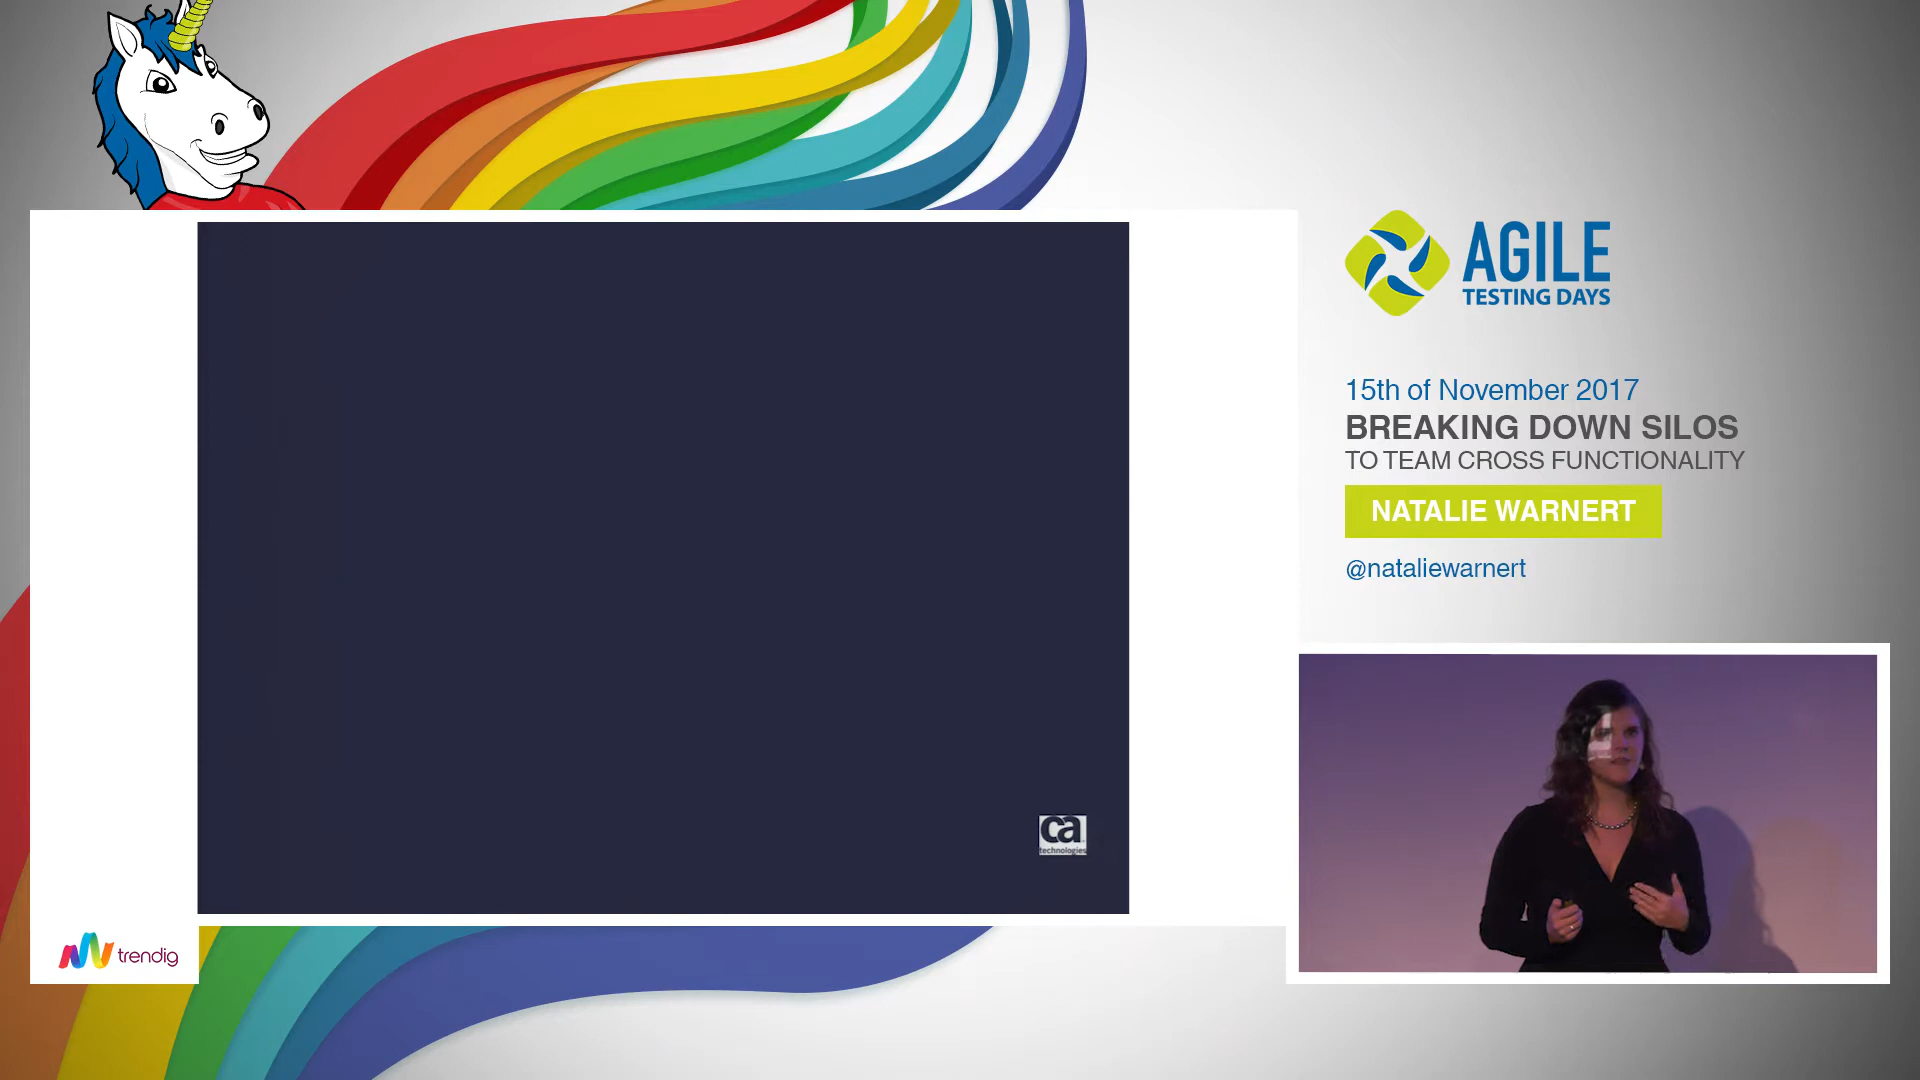 AGILE
TESTING DAYS
15th of November 2017
BREAKING DOWN SILOS
TO TEAM CROSS FUNCTIONALITY
NATALIE WARNERT
@nataliewarnert
ca
technologies
trendig